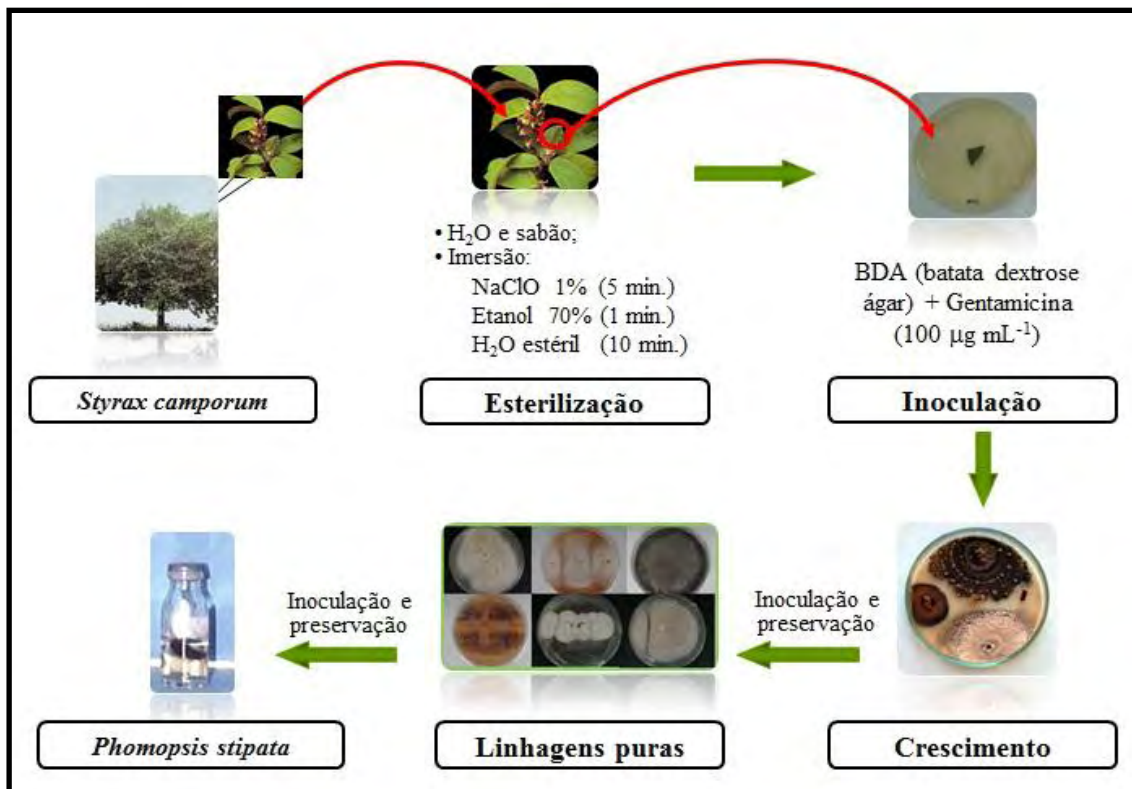 • H₂O e sabão;
• Imersão:
NaClO 1% (5 min.)
Etanol 70% (1 min.)
H₂O estéril (10 min.)
BDA (batata dextrose
ágar) + Gentamicina
(100 µg mL⁻¹)
Styrax camporum
Esterilização
Inoculação
Inoculação e
preservação
Inoculação e
preservação
Phomopsis stipata
Linhagens puras
Crescimento